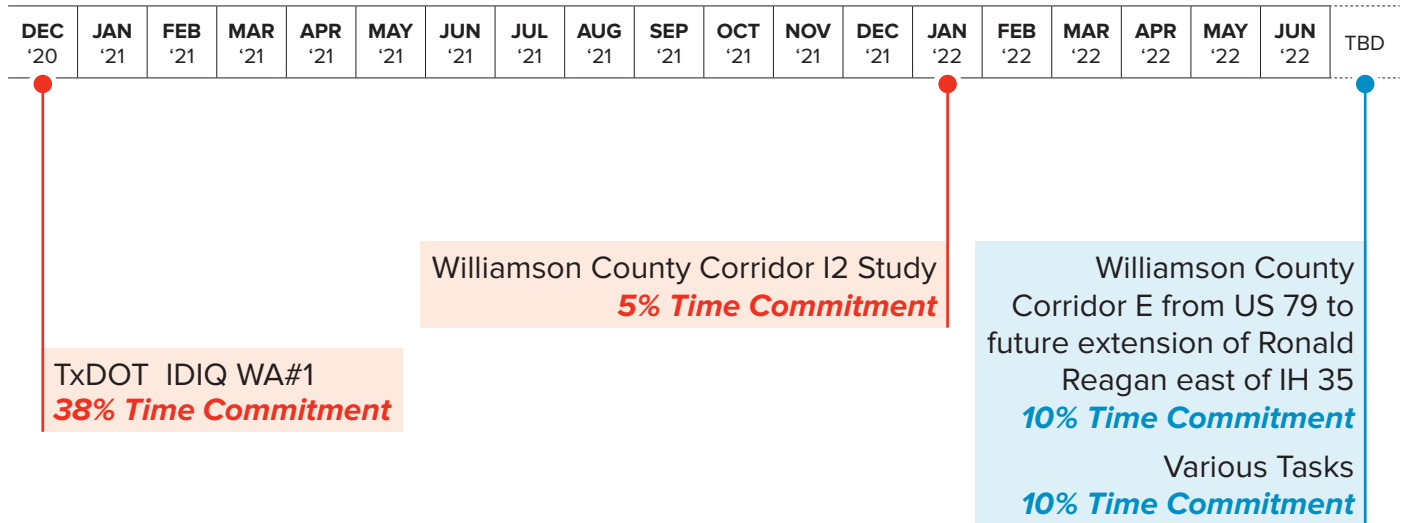 DEC JAN FEB MAR APR MAY JUN JUL AUG SEP OCT NOV DEC JAN FEB MAR APR MAY JUN TBD
‘20 ‘21 ‘21 ‘21 ‘21 ‘21 ‘21 ‘21 ‘21 ‘21 ‘21 ‘21 ‘21 ‘22 ‘22 ‘22 ‘22 ‘22 ‘22
TxDOT IDIQ WA#1
38% Time Commitment
Williamson County Corridor I2 Study
5% Time Commitment
Williamson County
Corridor E from US 79 to
future extension of Ronald
Reagan east of IH 35
10% Time Commitment
Various Tasks
10% Time Commitment